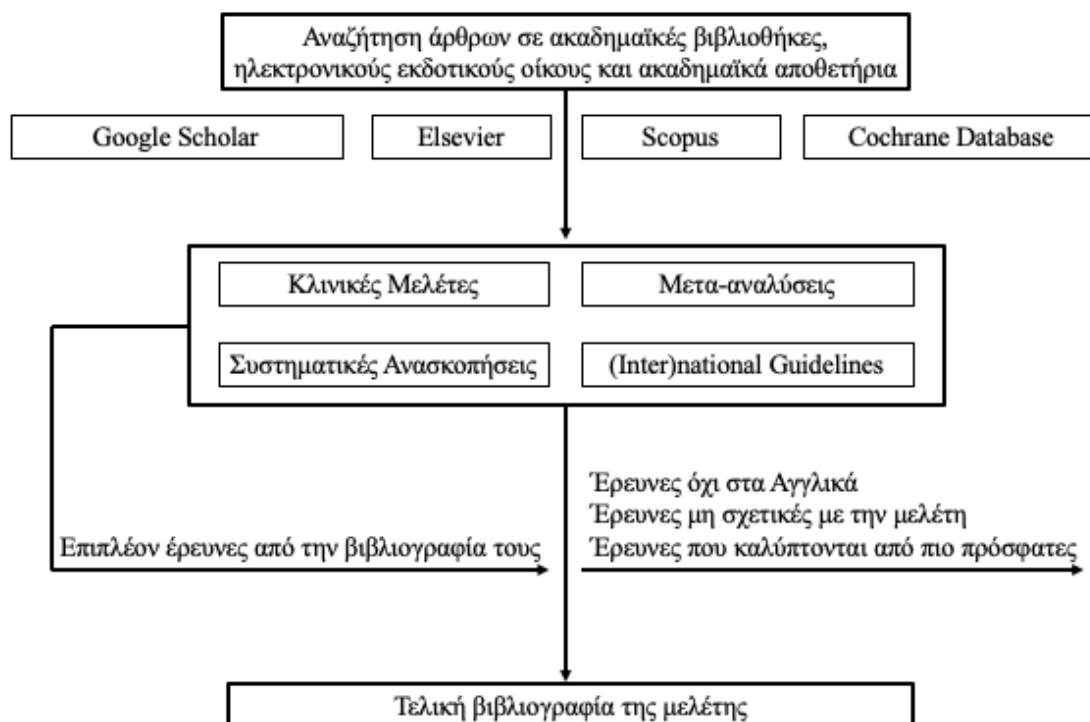 Αναζήτηση άρθρων σε ακαδημαϊκές βιβλιοθήκες,
ηλεκτρονικούς εκδοτικούς οίκους και ακαδημαϊκά αποθετήρια
Google Scholar
Elsevier
Scopus
Cochrane Database
Κλινικές Μελέτες
Μετα-αναλύσεις
Συστηματικές Ανασκοπήσεις
(Inter)national Guidelines
Επιπλέον έρευνες από την βιβλιογραφία τους
Έρευνες όχι στα Αγγλικά
Έρευνες μη σχετικές με την μελέτη
Έρευνες που καλύπτονται από πιο πρόσφατες
Τελική βιβλιογραφία της μελέτης